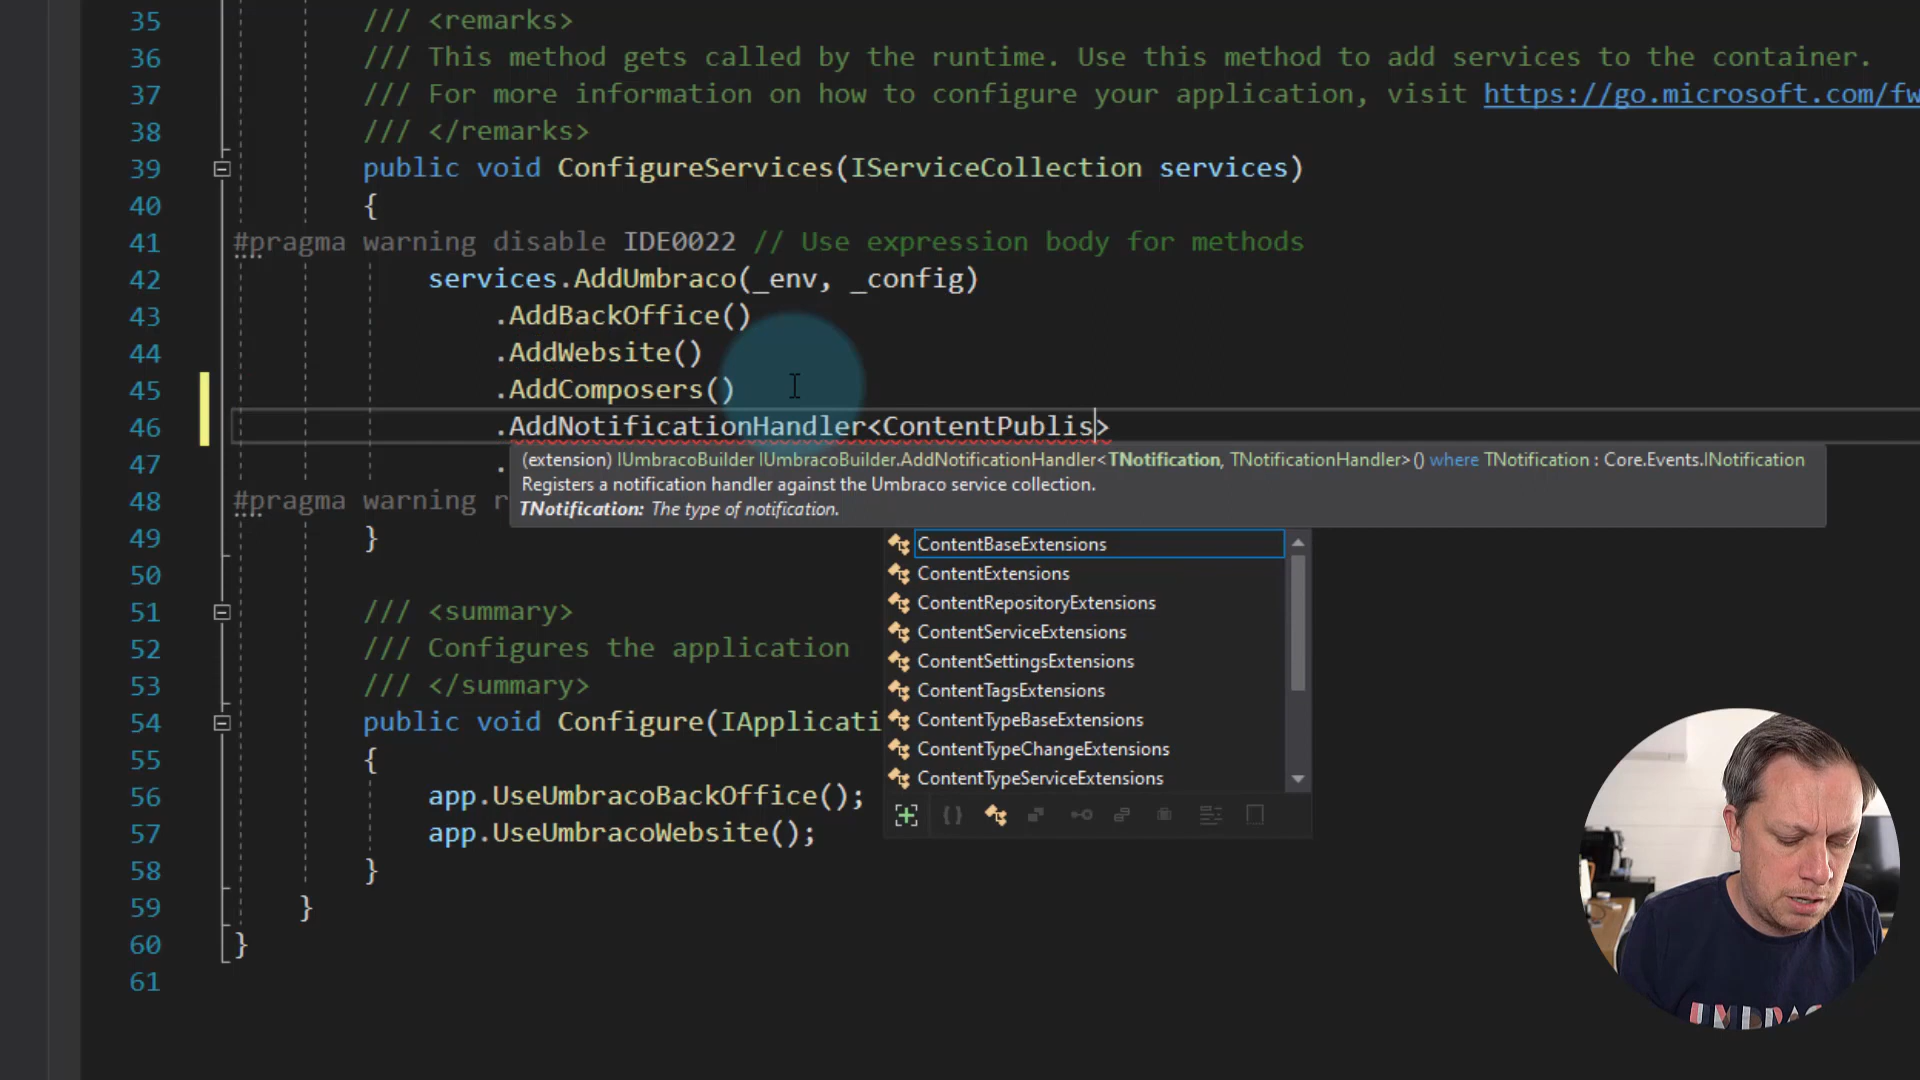 35 /// <remarks>
36 /// This method gets called by the runtime. Use this method to add services to the container.
37 /// For more information on how to configure your application, visit https://go.microsoft.com/fw
38 /// </remarks>
39 public void ConfigureServices(IServiceCollection services)
40 {
41 #pragma warning disable IDE0022 // Use expression body for methods
42 services.AddUmbraco(_env, _config)
43 .AddBackOffice()
44 .AddWebsite()
45 .AddComposers()
46 .AddNotificationHandler<ContentPublis>
(extension) IUmbracoBuilder IUmbracoBuilder.AddNotificationHandler<TNotification, TNotificationHandler>() where TNotification : Core.Events.INotification
47 .
Registers a notification handler against the Umbraco service collection.
48 #pragma warning r
TNotification: The type of notification.
49 }
ContentBaseExtensions
50
ContentExtensions
ContentRepositoryExtensions
51 /// <summary>
ContentServiceExtensions
52 /// Configures the application
ContentSettingsExtensions
53 /// </summary>
ContentTagsExtensions
54 public void Configure(IApplicati
ContentTypeBaseExtensions
ContentTypeChangeExtensions
55 {
ContentTypeServiceExtensions
56 app.UseUmbracoBackOffice();
57 app.UseUmbracoWebsite();
58 }
59 }
60 }
61